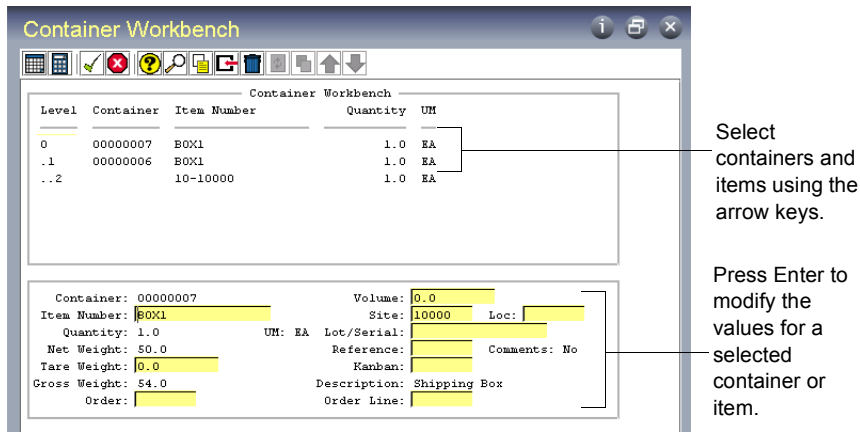 Container Workbench
Container Workbench
Level Container Item Number Quantity UM
0 00000007 BOX1 1.0 EA
.1 00000006 BOX1 1.0 EA
..2 10-10000 1.0 EA
Select
containers and
items using the
arrow keys.
Container: 00000007 Volume: 0.0
Item Number: BOX1 Site: 10000 Loc:
Quantity: 1.0 UM: EA Lot/Serial:
Net Weight: 50.0 Reference: Comments: No
Tare Weight: 0.0 Kanban:
Gross Weight: 54.0 Description: Shipping Box
Order: Order Line:
Press Enter to
modify the
values for a
selected
container or
item.